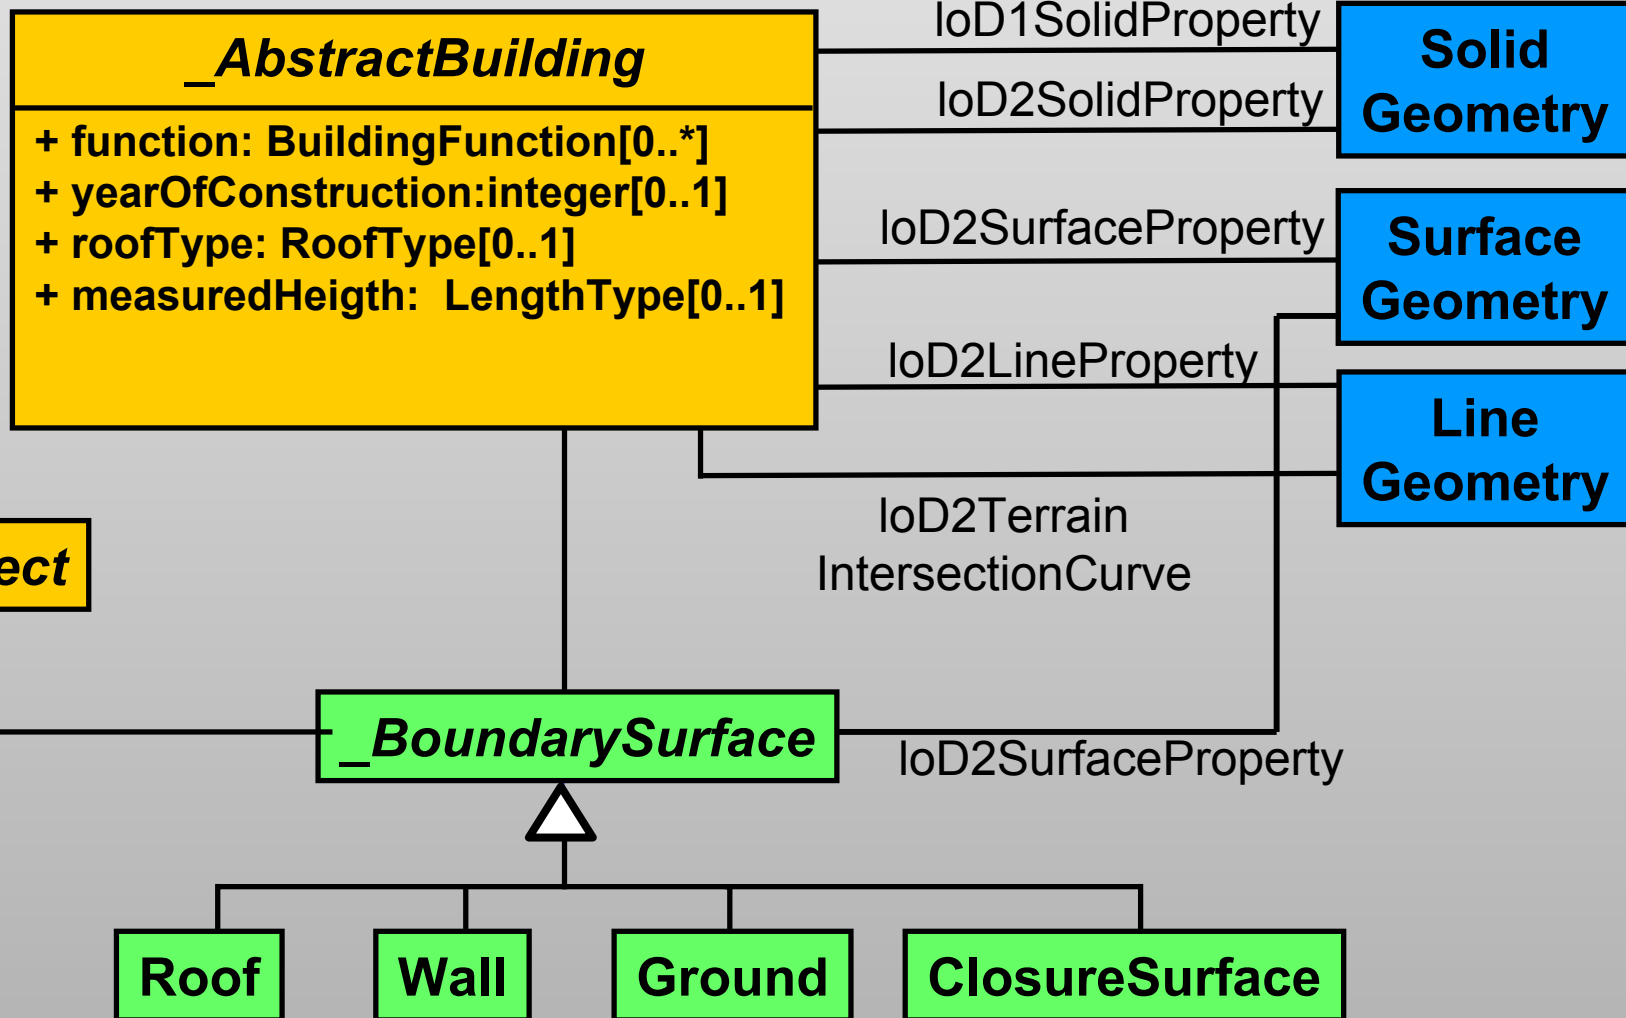 _AbstractBuilding
+ function: BuildingFunction[0..*]
+ yearOfConstruction:integer[0..1]
+ roofType: RoofType[0..1]
+ measuredHeigth: LengthType[0..1]
loD1SolidProperty
loD2SolidProperty
Solid
Geometry
loD2SurfaceProperty
Surface
Geometry
loD2LineProperty
Line
Geometry
loD2Terrain
IntersectionCurve
ect
_BoundarySurface
loD2SurfaceProperty
Roof
Wall
Ground
ClosureSurface